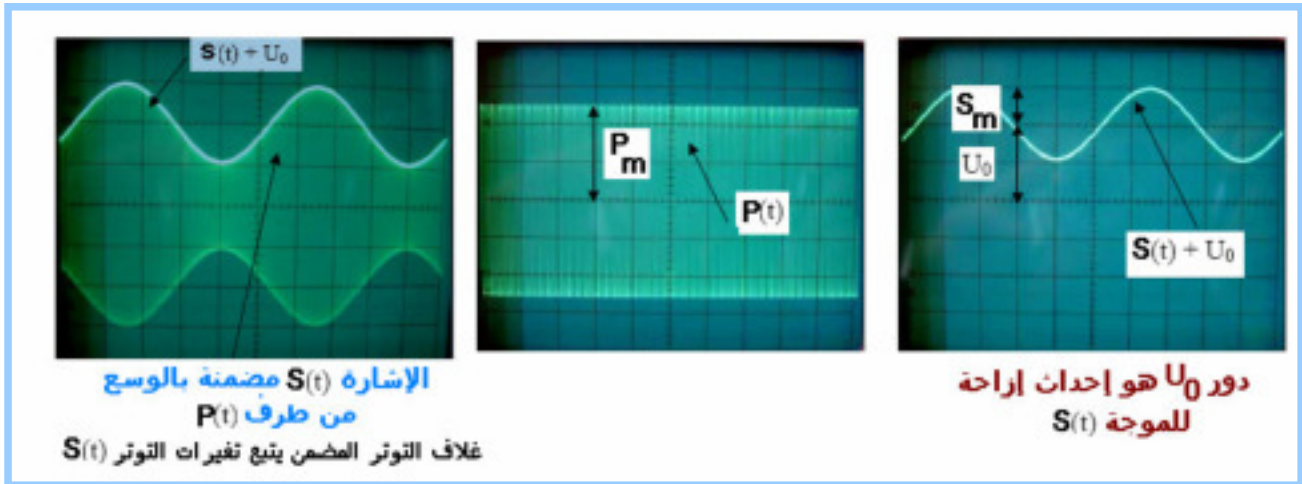 S(t) + U₀
Pₘ
P(t)
Sₘ
U₀
S(t) + U₀
دور U₀ هو إحداث إزاحة
للموجة S(t)
الإشارة S(t) مضمنة بالوسع
من طرف P(t)
غلاف التوتر المضمن يتبع تغيرات التوتر S(t)